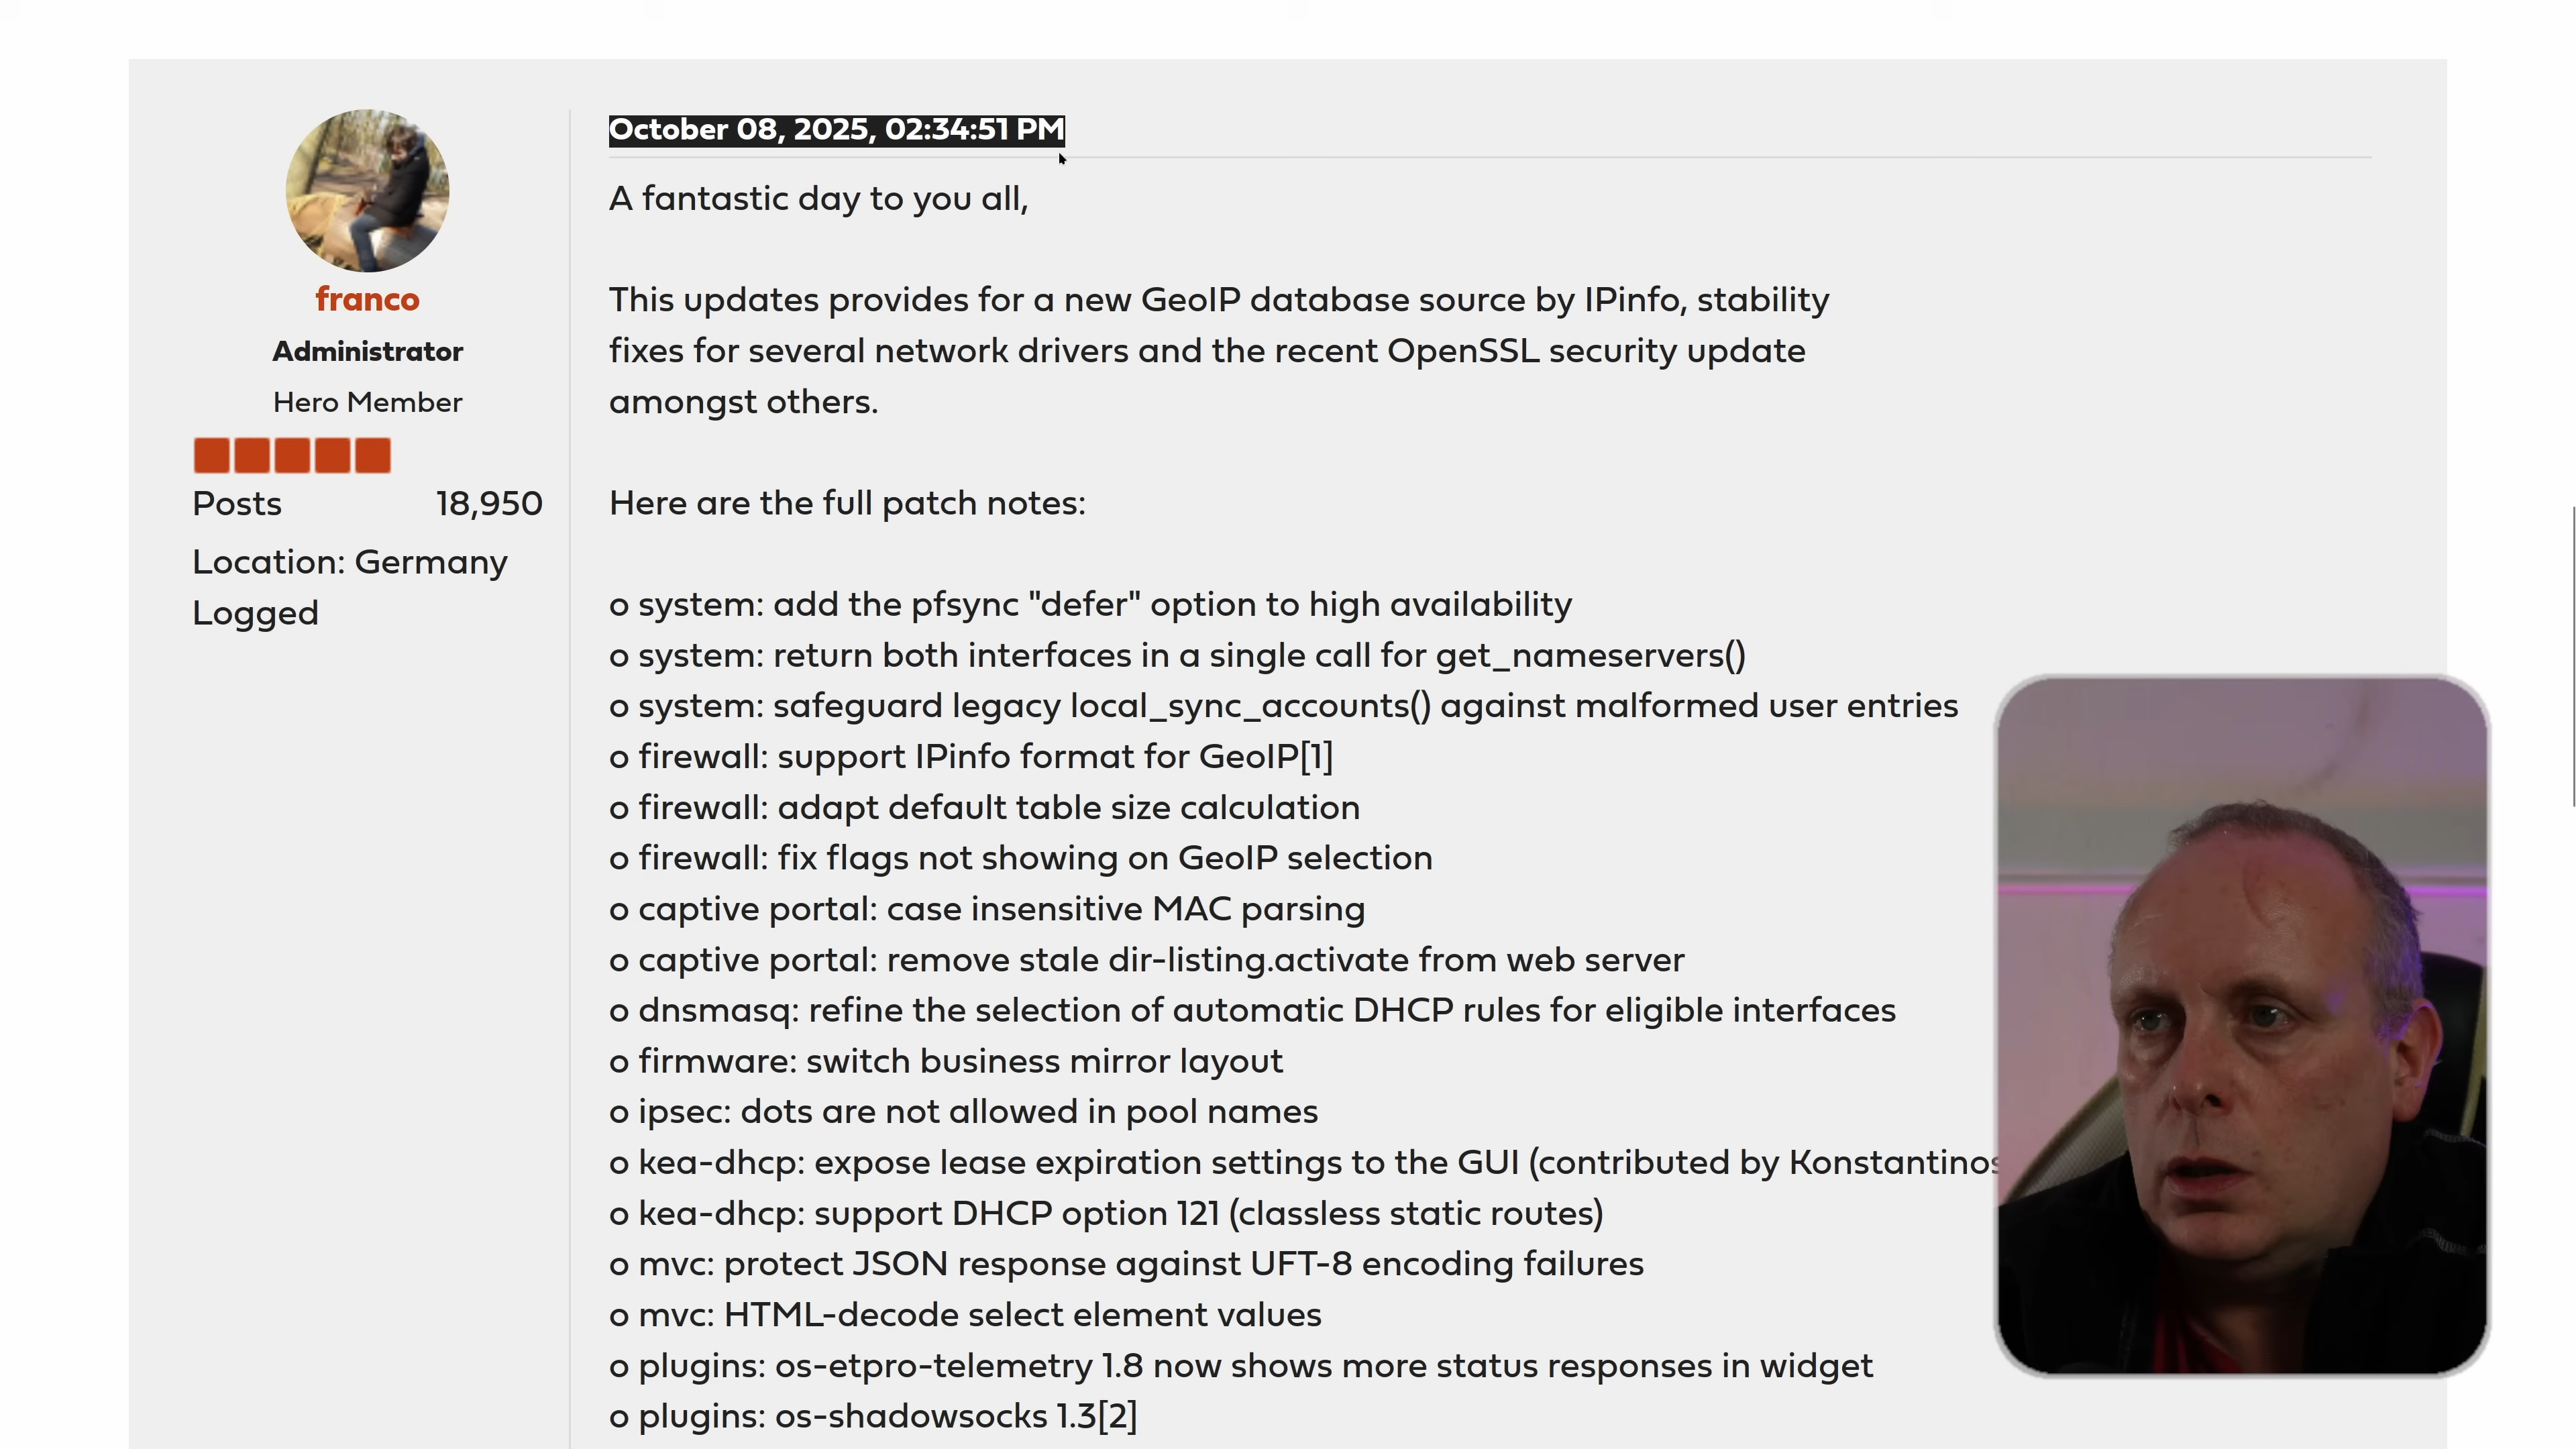 October 08, 2025, 02:34:51 PM
franco
Administrator
Hero Member
Posts 18,950
Location: Germany
Logged
A fantastic day to you all,
This updates provides for a new GeoIP database source by IPinfo, stability
fixes for several network drivers and the recent OpenSSL security update
amongst others.
Here are the full patch notes:
o system: add the pfsync "defer" option to high availability
o system: return both interfaces in a single call for get_nameservers()
o system: safeguard legacy local_sync_accounts() against malformed user entries
o firewall: support IPinfo format for GeoIP[1]
o firewall: adapt default table size calculation
o firewall: fix flags not showing on GeoIP selection
o captive portal: case insensitive MAC parsing
o captive portal: remove stale dir-listing.activate from web server
o dnsmasq: refine the selection of automatic DHCP rules for eligible interfaces
o firmware: switch business mirror layout
o ipsec: dots are not allowed in pool names
o kea-dhcp: expose lease expiration settings to the GUI (contributed by Konstantinos
o kea-dhcp: support DHCP option 121 (classless static routes)
o mvc: protect JSON response against UFT-8 encoding failures
o mvc: HTML-decode select element values
o plugins: os-etpro-telemetry 1.8 now shows more status responses in widget
o plugins: os-shadowsocks 1.3[2]